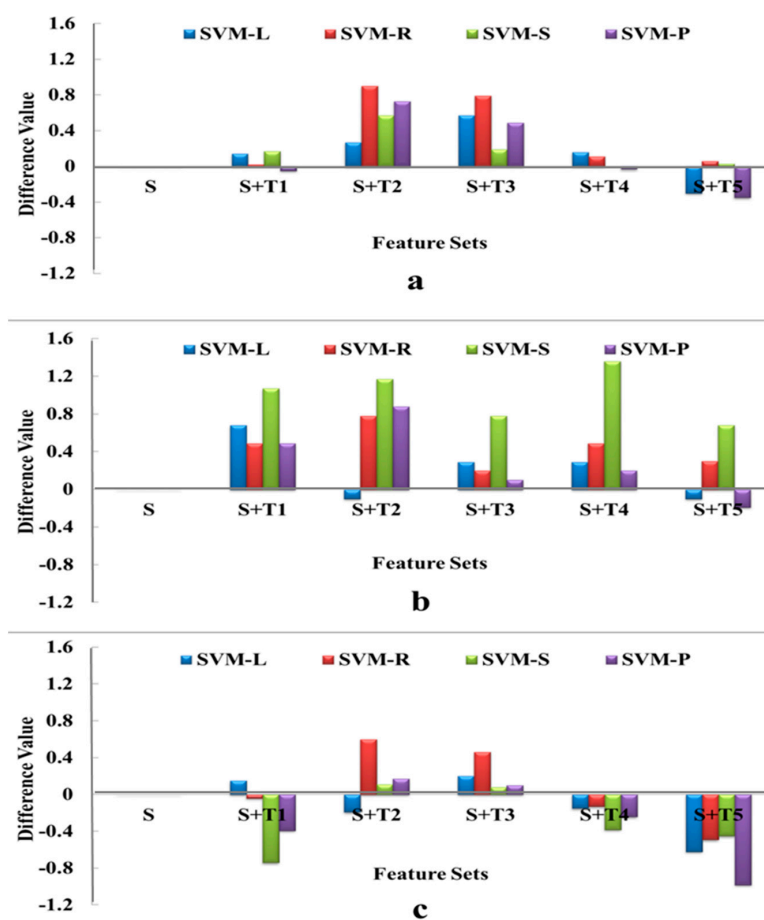 SVM-L SVM-R SVM-S SVM-P
1.6
1.2
0.8
0.4
0
-0.4
-0.8
-1.2
Difference Value
S S+T1 S+T2 S+T3 S+T4 S+T5
Feature Sets
a
SVM-L SVM-R SVM-S SVM-P
1.6
1.2
0.8
0.4
0
-0.4
-0.8
-1.2
Difference Value
S S+T1 S+T2 S+T3 S+T4 S+T5
Feature Sets
b
SVM-L SVM-R SVM-S SVM-P
1.6
1.2
0.8
0.4
0
-0.4
-0.8
-1.2
Difference Value
S S+T1 S+T2 S+T3 S+T4 S+T5
Feature Sets
c